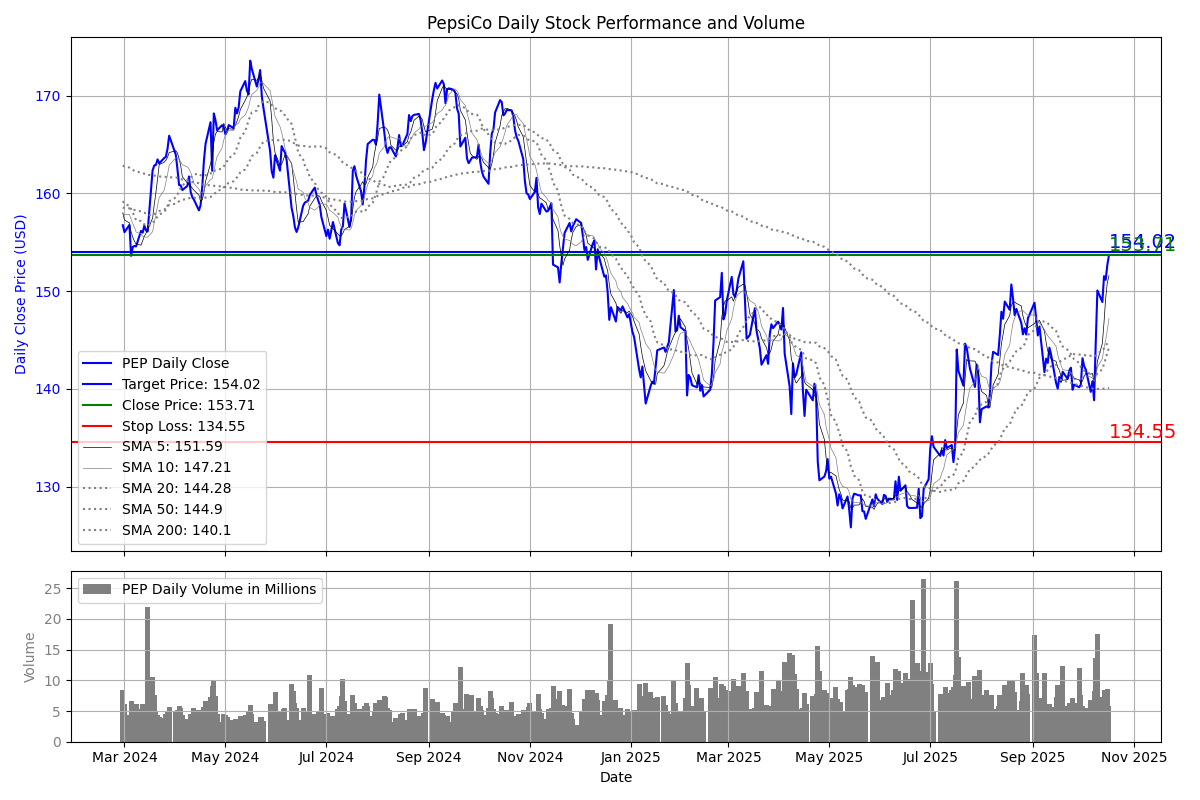 PepsiCo Daily Stock Performance and Volume
Daily Close Price (USD)
170
160
150
140
130
154.02
153.71
134.55
PEP Daily Close
Target Price: 154.02
Close Price: 153.71
Stop Loss: 134.55
SMA 5: 151.59
SMA 10: 147.21
SMA 20: 144.28
SMA 50: 144.9
SMA 200: 140.1
Volume
25
20
15
10
5
0
PEP Daily Volume in Millions
Mar 2024 May 2024 Jul 2024 Sep 2024 Nov 2024 Jan 2025 Mar 2025 May 2025 Jul 2025 Sep 2025 Nov 2025
Date